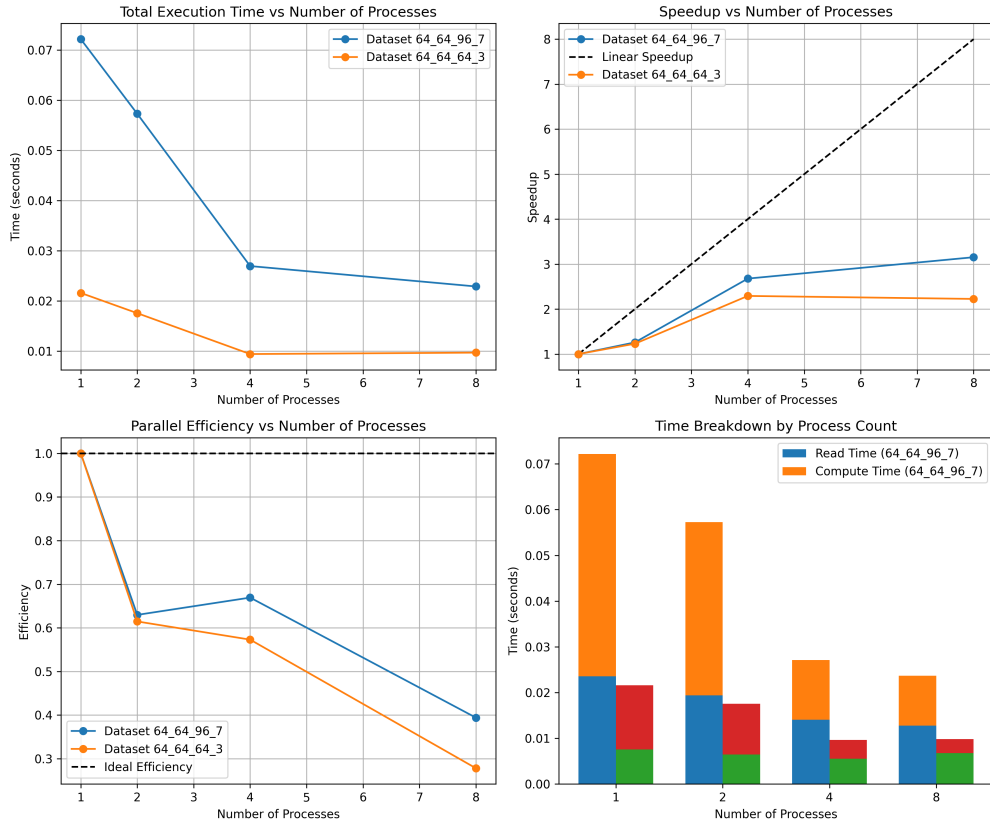 Total Execution Time vs Number of Processes
Dataset 64_64_96_7
Dataset 64_64_64_3
Time (seconds)
0.07
0.06
0.05
0.04
0.03
0.02
0.01
1 2 3 4 5 6 7 8
Number of Processes
Speedup vs Number of Processes
Dataset 64_64_96_7
Linear Speedup
Dataset 64_64_64_3
Speedup
8
7
6
5
4
3
2
1
1 2 3 4 5 6 7 8
Number of Processes
Parallel Efficiency vs Number of Processes
Efficiency
1.0
0.9
0.8
0.7
0.6
0.5
0.4
0.3
Dataset 64_64_96_7
Dataset 64_64_64_3
Ideal Efficiency
1 2 3 4 5 6 7 8
Number of Processes
Time Breakdown by Process Count
Read Time (64_64_96_7)
Compute Time (64_64_96_7)
Time (seconds)
0.07
0.06
0.05
0.04
0.03
0.02
0.01
0.00
1 2 4 8
Number of Processes